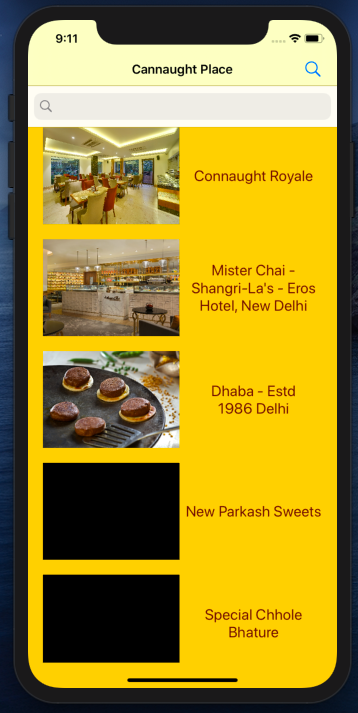 9:11
Cannaught Place
Connaught Royale
Mister Chai -
Shangri-La's - Eros
Hotel, New Delhi
Dhaba - Estd
1986 Delhi
New Parkash Sweets
Special Chhole
Bhature